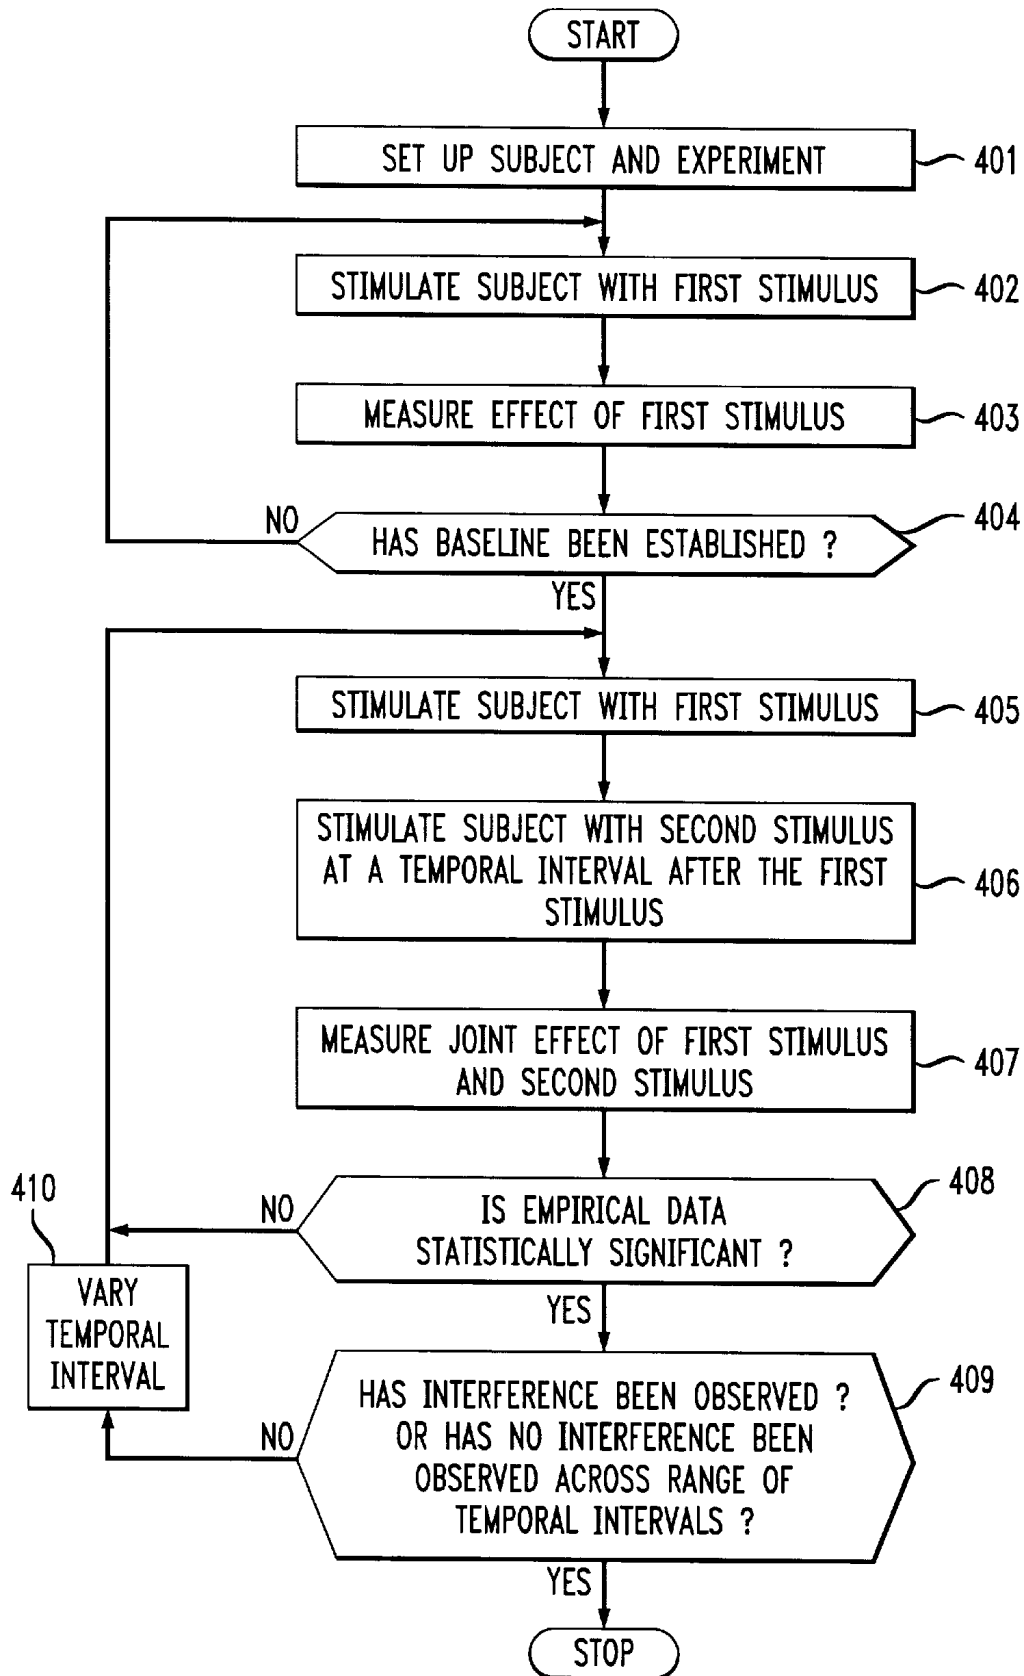 START
SET UP SUBJECT AND EXPERIMENT
401
STIMULATE SUBJECT WITH FIRST STIMULUS
402
MEASURE EFFECT OF FIRST STIMULUS
403
NO
HAS BASELINE BEEN ESTABLISHED ?
404
YES
STIMULATE SUBJECT WITH FIRST STIMULUS
405
STIMULATE SUBJECT WITH SECOND STIMULUS
AT A TEMPORAL INTERVAL AFTER THE FIRST
STIMULUS
406
MEASURE JOINT EFFECT OF FIRST STIMULUS
AND SECOND STIMULUS
407
NO
IS EMPIRICAL DATA
STATISTICALLY SIGNIFICANT ?
408
YES
410
VARY
TEMPORAL
INTERVAL
NO
HAS INTERFERENCE BEEN OBSERVED ?
OR HAS NO INTERFERENCE BEEN
OBSERVED ACROSS RANGE OF
TEMPORAL INTERVALS ?
409
YES
STOP